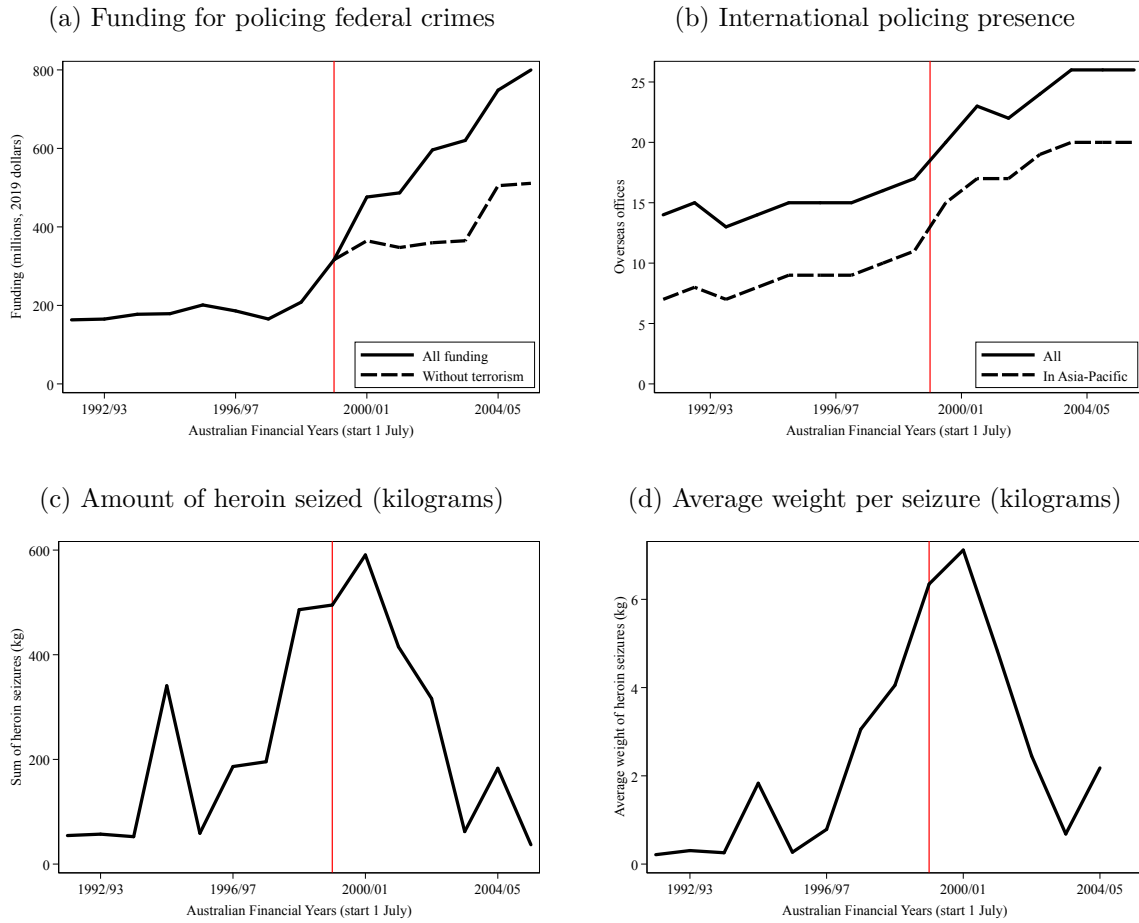 (a) Funding for policing federal crimes
800
600
400
200
0
Funding (millions, 2019 dollars)
All funding
Without terrorism
1992/93 1996/97 2000/01 2004/05
Australian Financial Years (start 1 July)
(b) International policing presence
25
20
15
10
5
0
Overseas offices
All
In Asia-Pacific
1992/93 1996/97 2000/01 2004/05
Australian Financial Years (start 1 July)
(c) Amount of heroin seized (kilograms)
600
400
200
0
Sum of heroin seizures (kg)
1992/93 1996/97 2000/01 2004/05
Australian Financial Years (start 1 July)
(d) Average weight per seizure (kilograms)
6
4
2
0
Average weight of heroin seizures (kg)
1992/93 1996/97 2000/01 2004/05
Australian Financial Years (start 1 July)